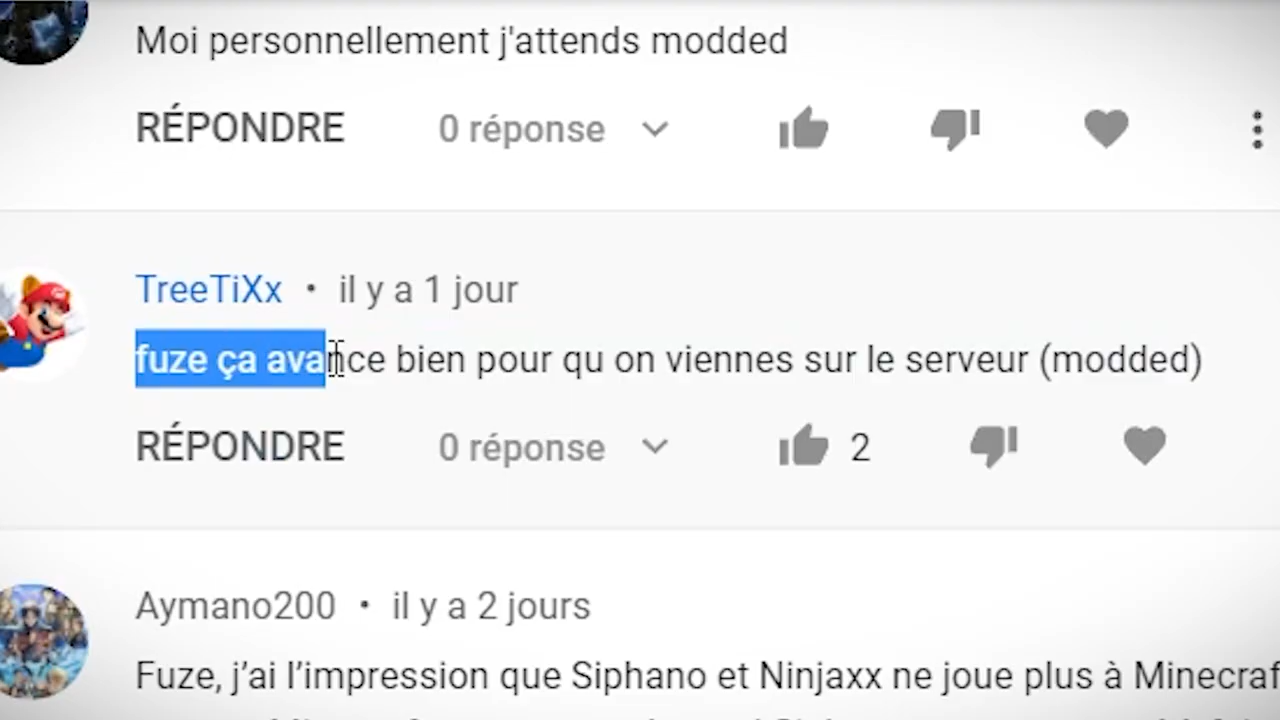 Moi personnellement j'attends modded
RÉPONDRE 0 réponse
TreeTiXx • il y a 1 jour
fuze ça avance bien pour qu on viennes sur le serveur (modded)
RÉPONDRE 0 réponse 2
Aymano200 • il y a 2 jours
Fuze, j’ai l’impression que Siphano et Ninjaxx ne joue plus à Minecraf